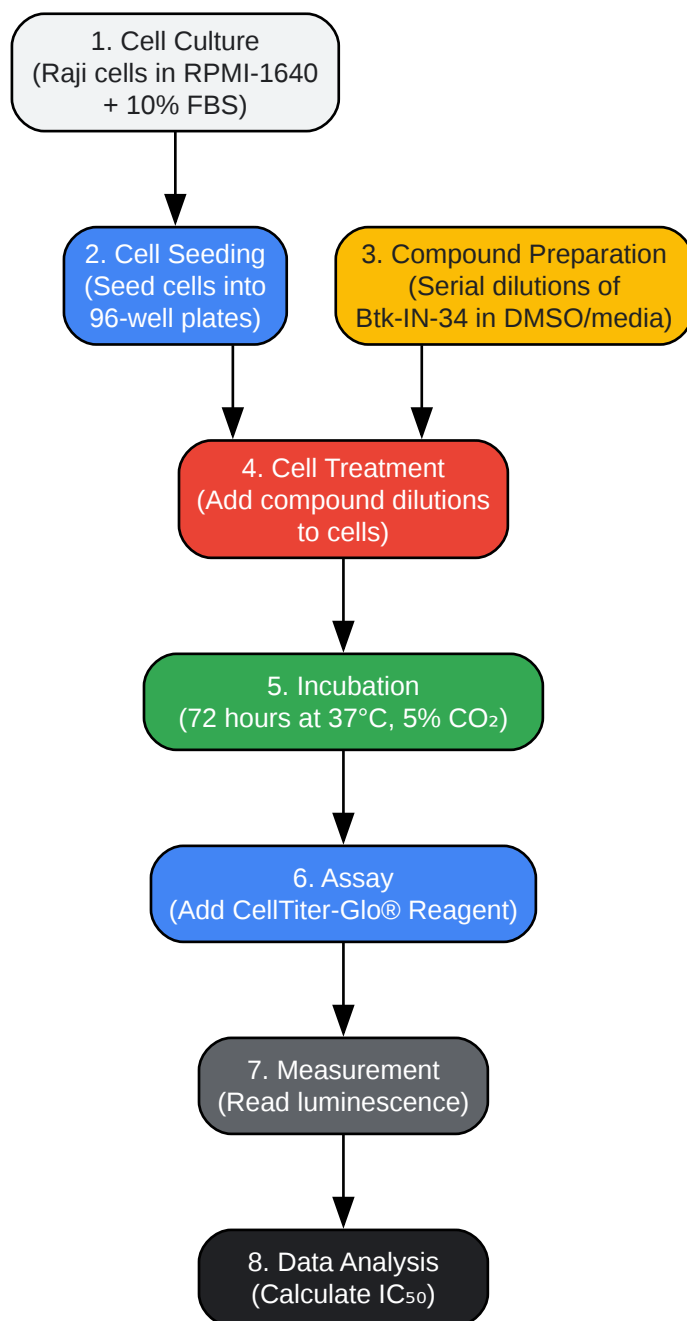 1. Cell Culture
(Raji cells in RPMI-1640
+ 10% FBS)
2. Cell Seeding
(Seed cells into
96-well plates)
3. Compound Preparation
(Serial dilutions of
Btk-IN-34 in DMSO/media)
4. Cell Treatment
(Add compound dilutions
to cells)
5. Incubation
(72 hours at 37°C, 5% CO₂)
6. Assay
(Add CellTiter-Glo® Reagent)
7. Measurement
(Read luminescence)
8. Data Analysis
(Calculate IC₅₀)